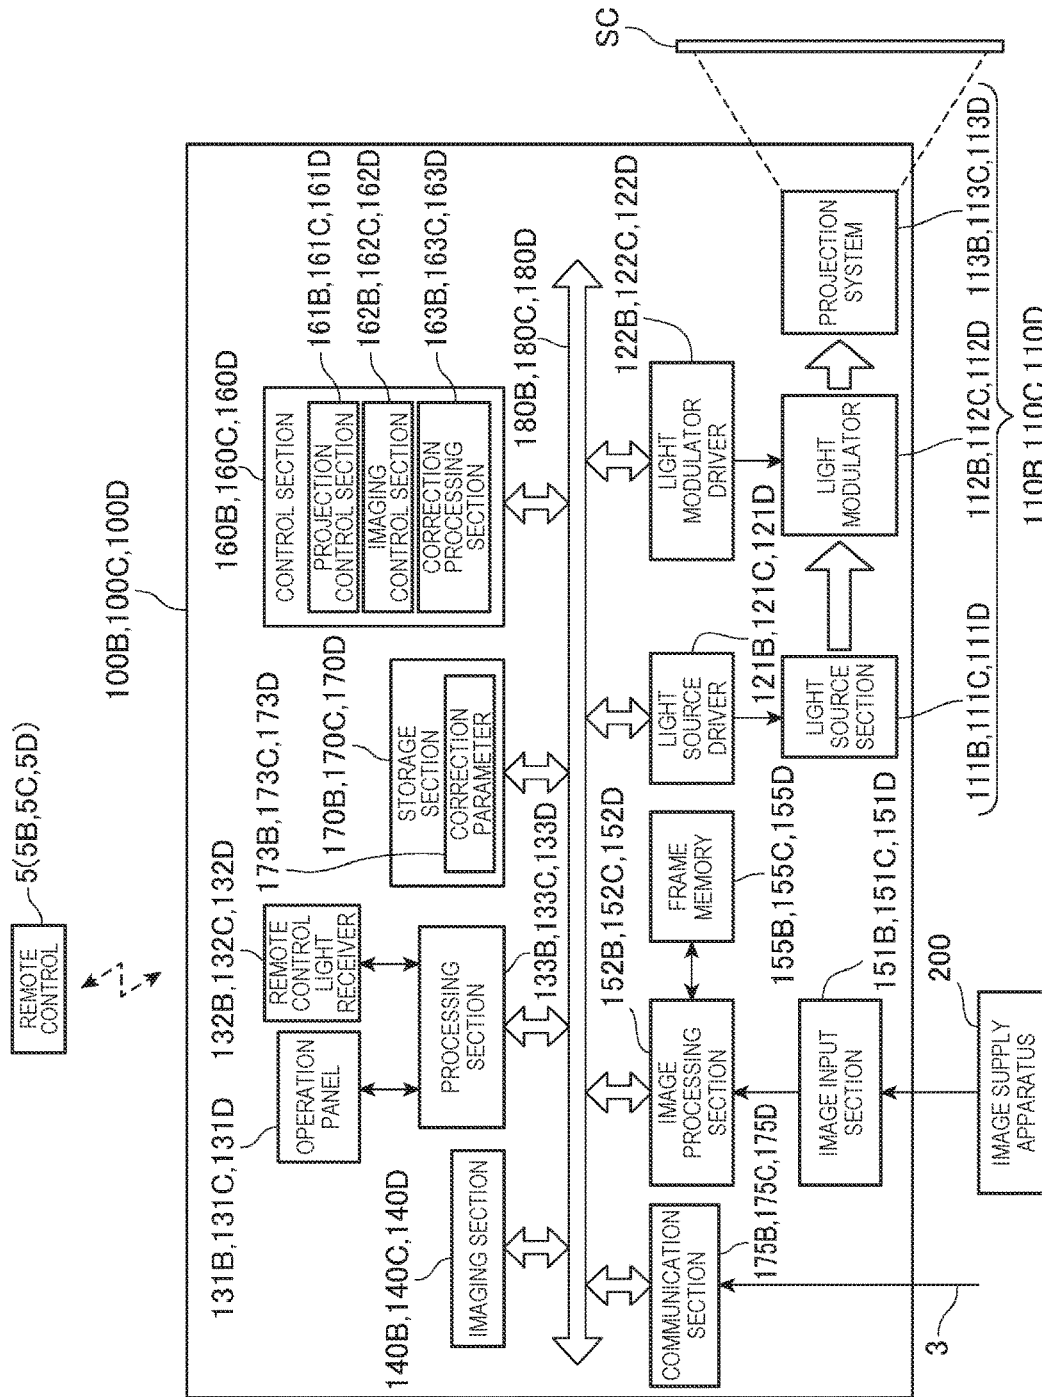 5(5B,5C,5D)
REMOTE
CONTROL
100B,100C,100D
131B,131C,131D
132B,132C,132D
173B,173C,173D
170B,170C,170D
160B,160C,160D
OPERATION
PANEL
REMOTE
CONTROL
LIGHT
RECEIVER
STORAGE
SECTION
CORRECTION
PARAMETER
CONTROL SECTION
PROJECTION
CONTROL SECTION
IMAGING
CONTROL SECTION
CORRECTION
PROCESSING
SECTION
161B,161C,161D
162B,162C,162D
163B,163C,163D
140B,140C,140D
IMAGING SECTION
PROCESSING
SECTION
133B,133C,133D
180B,180C,180D
152B,152C,152D
122B,122C,122D
COMMUNICATION
SECTION
175B,175C,175D
IMAGE
PROCESSING
SECTION
FRAME
MEMORY
155B,155C,155D
LIGHT
SOURCE
DRIVER
121B,121C,121D
LIGHT
MODULATOR
DRIVER
IMAGE INPUT
SECTION
151B,151C,151D
LIGHT
SOURCE
SECTION
LIGHT
MODULATOR
PROJECTION
SYSTEM
SC
3
200
IMAGE SUPPLY
APPARATUS
111B,111C,111D
112B,112C,112D
113B,113C,113D
110B,110C,110D